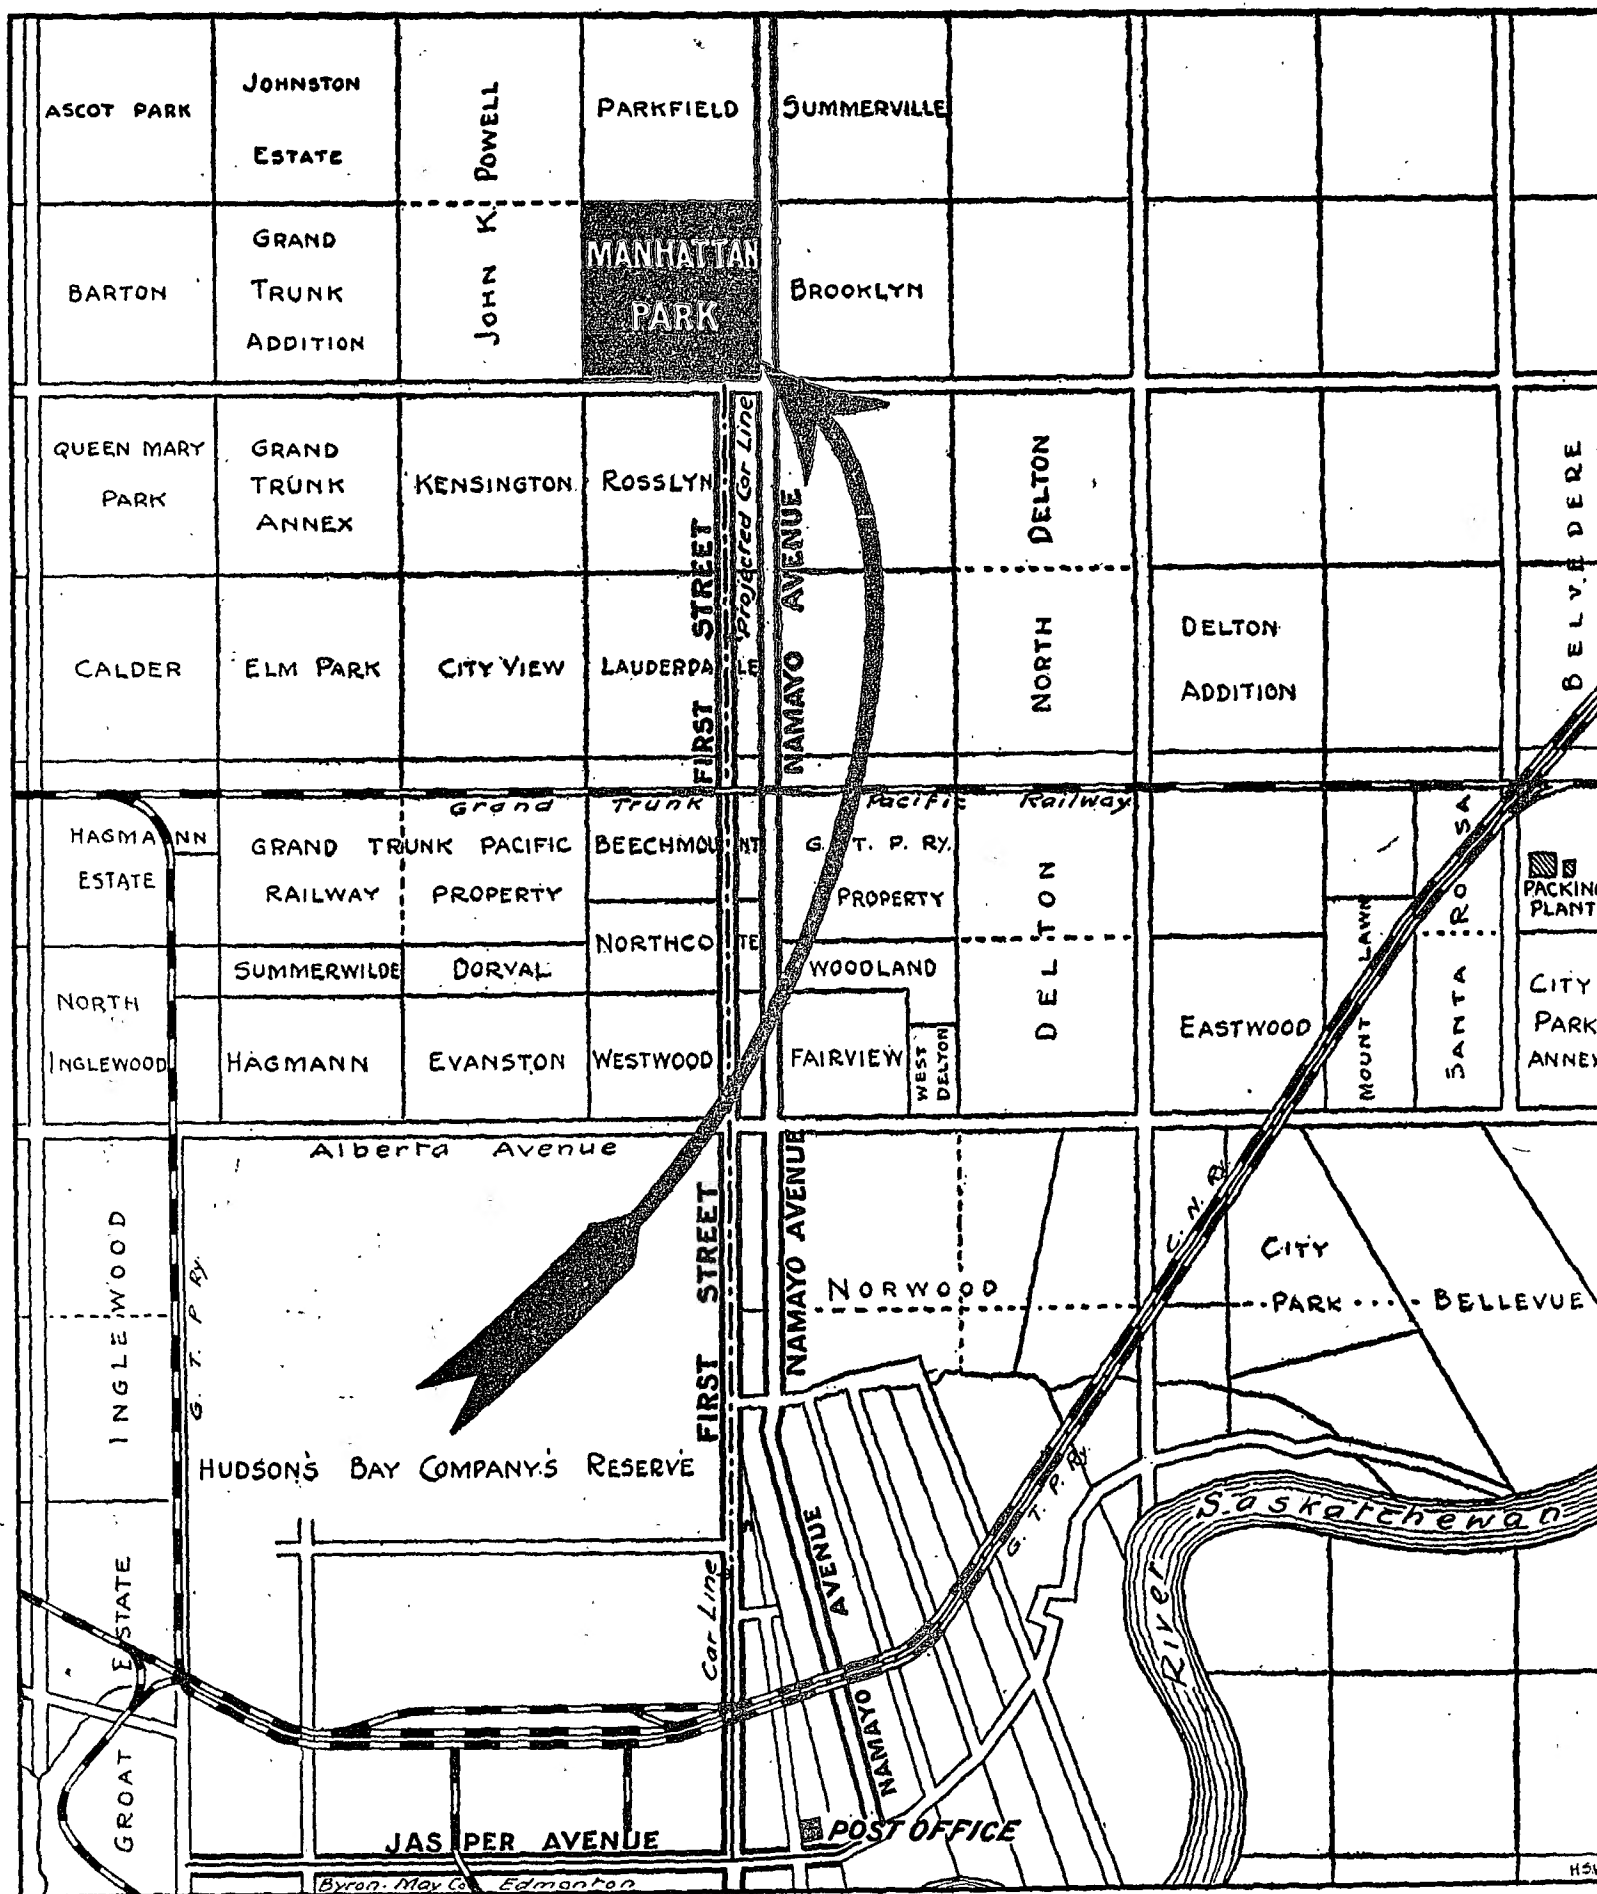 ASCOT PARK
JOHNSTON
ESTATE
JOHN K. POWELL
PARKFIELD
SUMMERVILLE
BARTON
GRAND
TRUNK
ADDITION
MANHATTAN
PARK
BROOKLYN
QUEEN MARY
PARK
GRAND
TRUNK
ANNEX
KENSINGTON
ROSSLYN
FIRST STREET
Projected Car Line
NAMAYO AVENUE
NORTH DELTON
BELVEDERE
CALDER
ELM PARK
CITY VIEW
LAUDERDALE
DELTON
ADDITION
Grand Trunk Pacific Railway
HAGMANN
ESTATE
GRAND TRUNK PACIFIC
RAILWAY PROPERTY
BEECHMOUNT
G. T. P. RY.
PROPERTY
DELTON
SANTA ROSA
PACKING
PLANT
NORTHCOTE
MOUNT LAWN
SUMMERWILDE
DORVAL
WOODLAND
NORTH
INGLEWOOD
HAGMANN
EVANSTON
WESTWOOD
FAIRVIEW
WEST
DELTON
EASTWOOD
CITY
PARK
ANNEX
Alberta Avenue
INGLEWOOD
G. T. P Ry.
FIRST STREET
NAMAYO AVENUE
NORWOOD
C. N. Ry.
CITY
PARK
BELLEVUE
HUDSON'S BAY COMPANY'S RESERVE
G. T. P. Ry.
Saskatchewan
River
GROAT ESTATE
Car Line
NAMAYO AVENUE
JASPER AVENUE
POST OFFICE
Byron-May Co. Edmonton